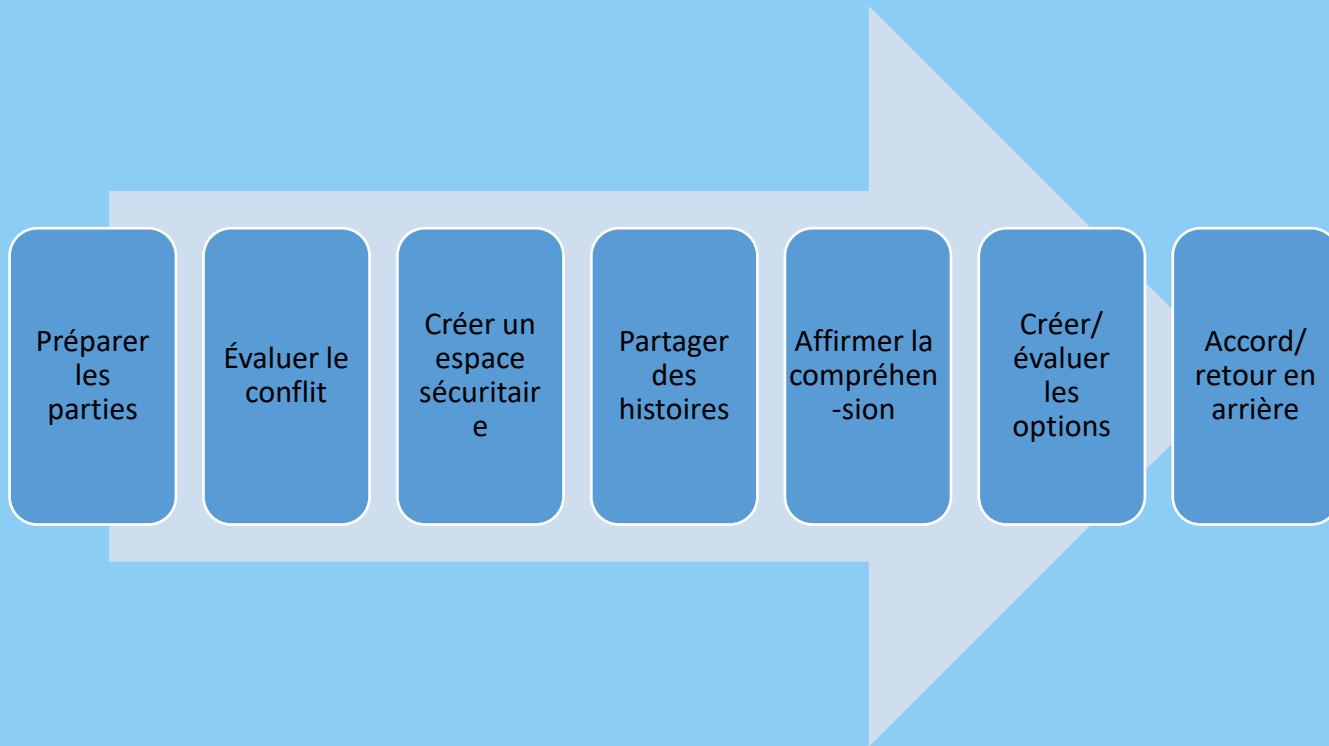 Préparer
les
parties
Évaluer le
conflit
Créer un
espace
sécuritair
e
Partager
des
histoires
Affirmer la
compréhen
-sion
Créer/
évaluer
les
options
Accord/
retour en
arrière